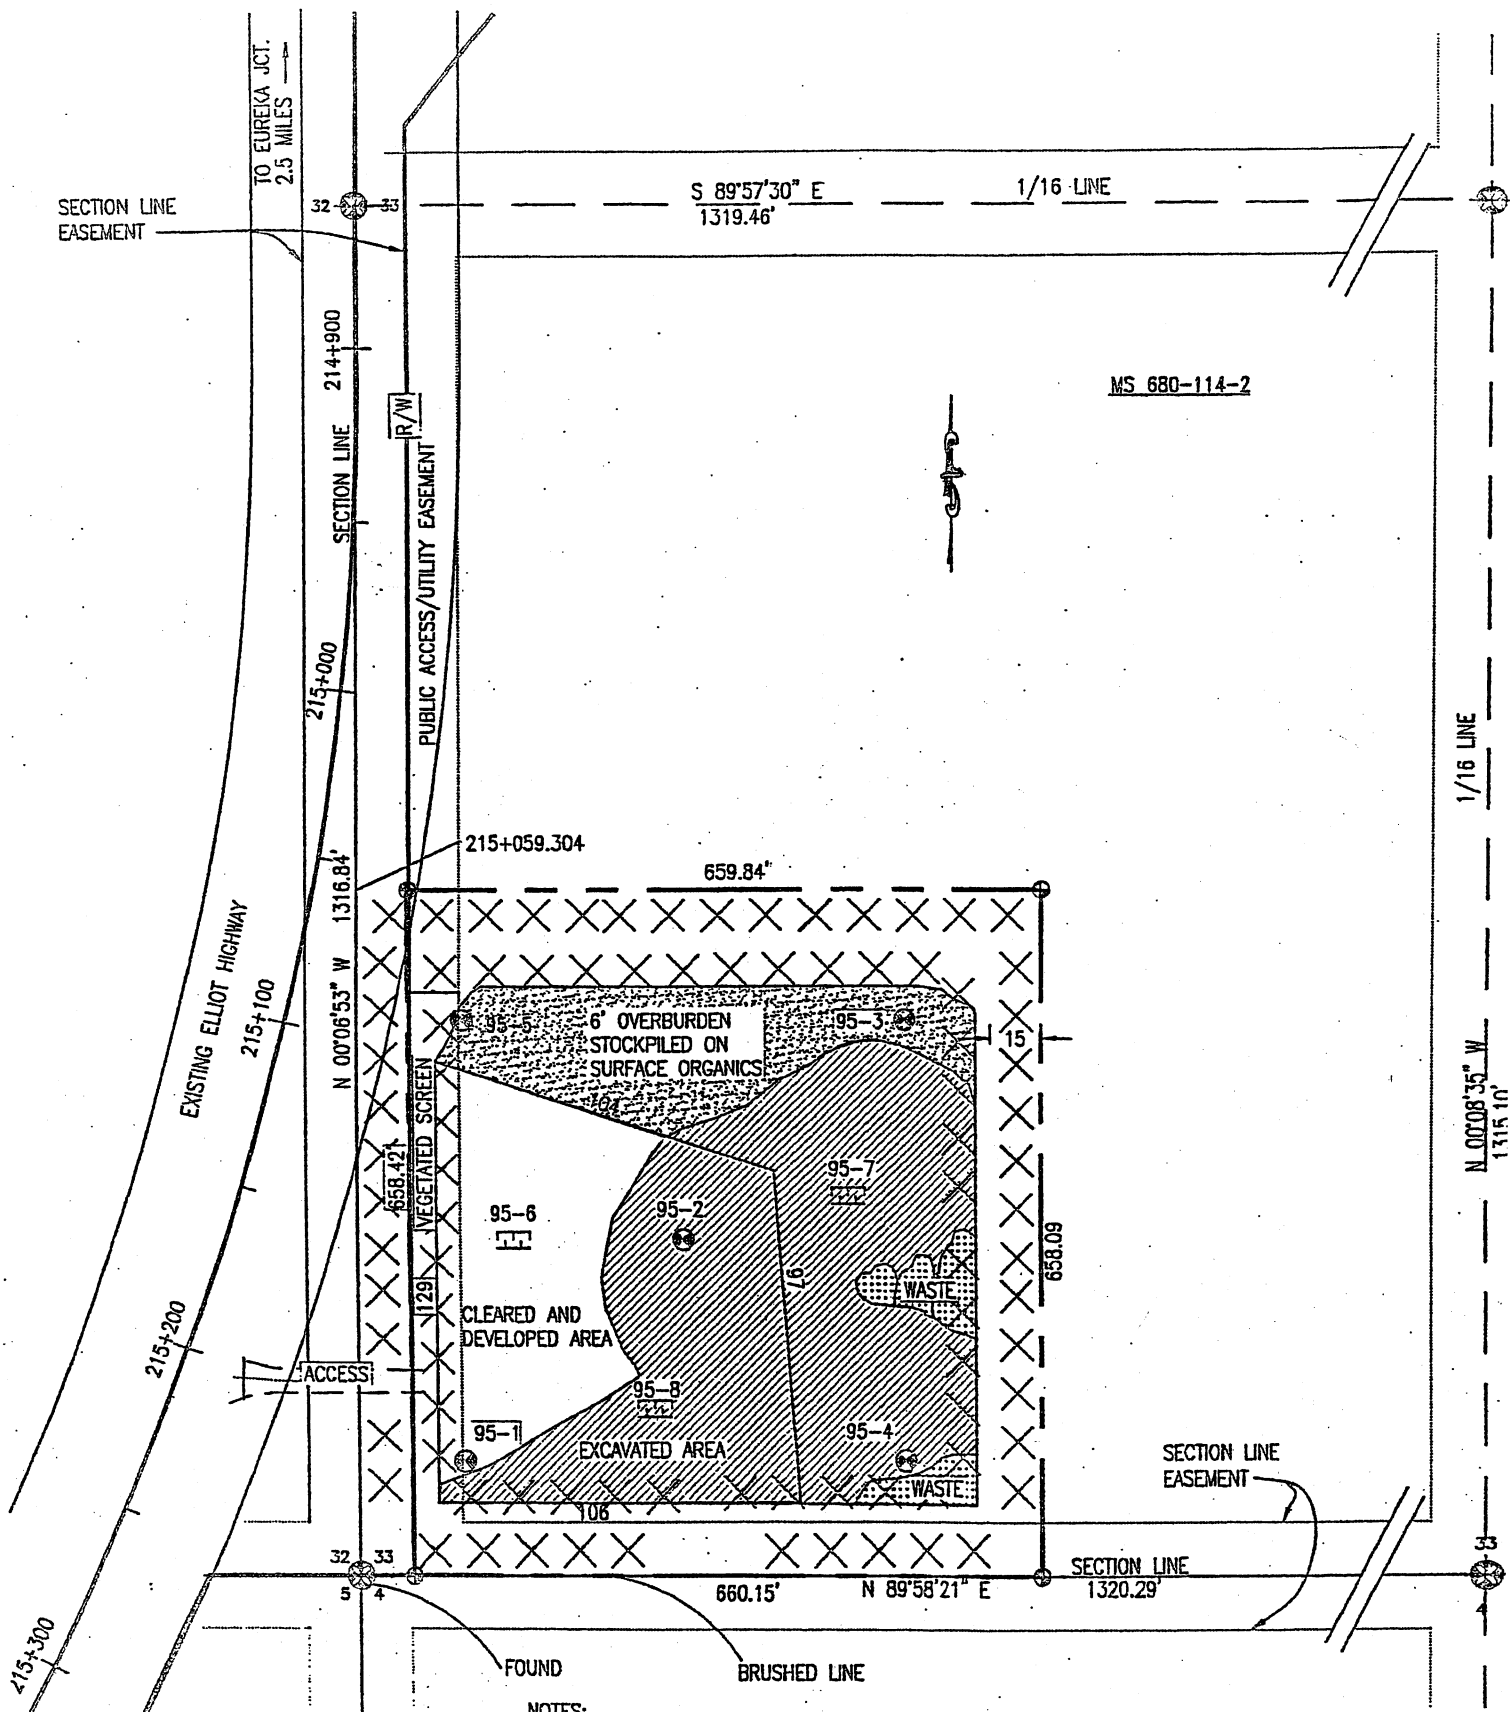 TO EUREKA JCT.
2.5 MILES
SECTION LINE
EASEMENT
32
33
S 89°57'30" E
1319.46'
1/16 LINE
214+900
SECTION LINE
R/W
PUBLIC ACCESS/UTILITY EASEMENT
MS 680-114-2
215+000
1/16 LINE
215+059.304
659.84'
N 00°06'53" W 1316.84'
EXISTING ELLIOT HIGHWAY
215+100
95-5
6' OVERBURDEN
STOCKPILED ON
SURFACE ORGANICS
95-3
15
N 00°08'35" W
1315.10'
104
658.42'
VEGETATED SCREEN
95-7
95-6
95-2
658.09
97
129
WASTE
CLEARED AND
DEVELOPED AREA
215+200
ACCESS
95-8
95-1
95-4
EXCAVATED AREA
WASTE
SECTION LINE
EASEMENT
106
32 33
5 4
660.15'
N 89°58'21" E
SECTION LINE
1320.29'
33
4
215+300
FOUND
BRUSHED LINE
NOTES: